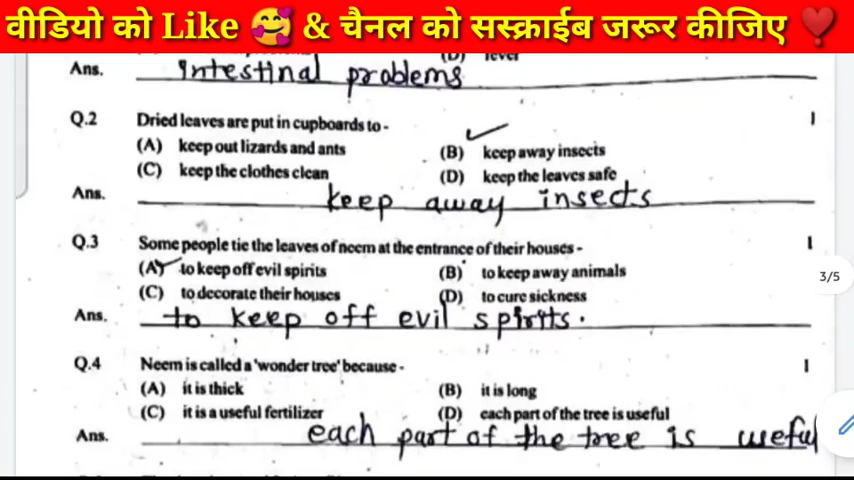 वीडियो को Like 🥰 & चैनल को सस्क्राईब जरूर कीजिए ❤️
(D) fever
Ans. intestinal problems
Q.2 Dried leaves are put in cupboards to - 1
(A) keep out lizards and ants (B) keep away insects
(C) keep the clothes clean (D) keep the leaves safe
Ans. keep away insects
Q.3 Some people tie the leaves of neem at the entrance of their houses - 1
(A) to keep off evil spirits (B) to keep away animals
(C) to decorate their houses (D) to cure sickness
Ans. to keep off evil spirits.
3/5
Q.4 Neem is called a 'wonder tree' because - 1
(A) it is thick (B) it is long
(C) it is a useful fertilizer (D) each part of the tree is useful
Ans. each part of the tree is useful